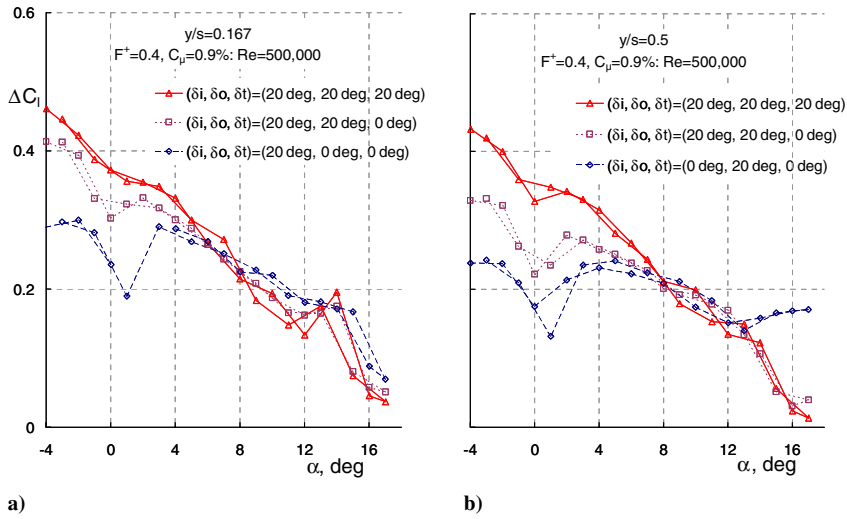 0.6
y/s=0.167
F⁺=0.4, Cμ=0.9%: Re=500,000
ΔCl
(δi, δo, δt)=(20 deg, 20 deg, 20 deg)
(δi, δo, δt)=(20 deg, 20 deg, 0 deg)
(δi, δo, δt)=(20 deg, 0 deg, 0 deg)
0.4
0.2
0
-4 0 4 8 12 16
α, deg
a)
y/s=0.5
F⁺=0.4, Cμ=0.9%: Re=500,000
(δi, δo, δt)=(20 deg, 20 deg, 20 deg)
(δi, δo, δt)=(20 deg, 20 deg, 0 deg)
(δi, δo, δt)=(0 deg, 20 deg, 0 deg)
-4 0 4 8 12 16
α, deg
b)